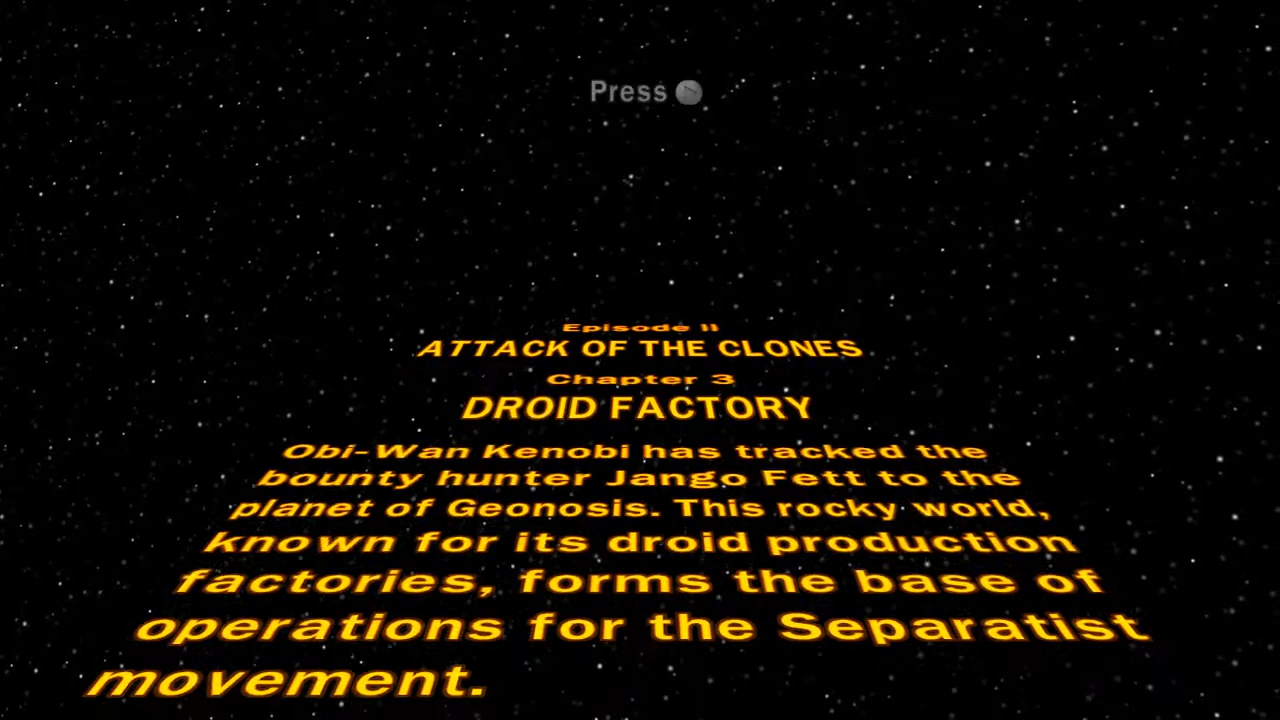 Press
Episode II
ATTACK OF THE CLONES
Chapter 3
DROID FACTORY
Obi-Wan Kenobi has tracked the
bounty hunter Jango Fett to the
planet of Geonosis. This rocky world,
known for its droid production
factories, forms the base of
operations for the Separatist
movement.